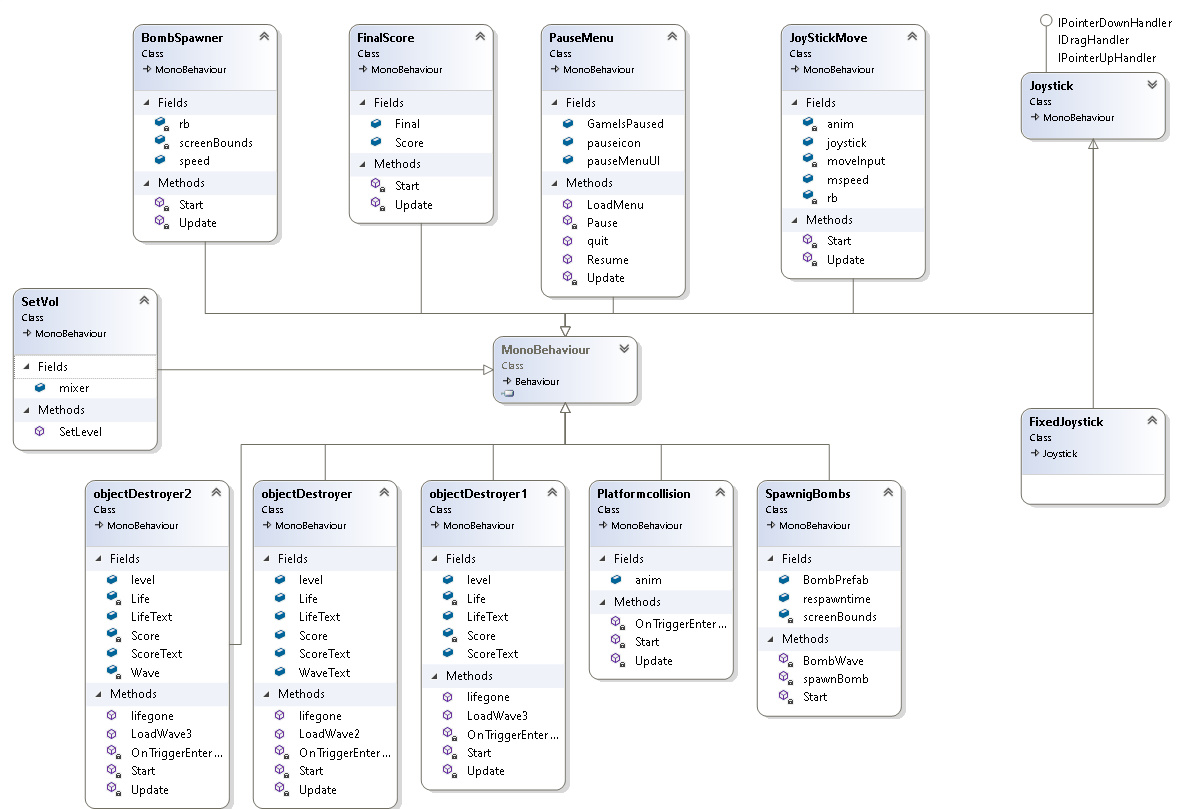 BombSpawner
Class
MonoBehaviour
Fields
rb
screenBounds
speed
Methods
Start
Update
FinalScore
Class
MonoBehaviour
Fields
Final
Score
Methods
Start
Update
PauseMenu
Class
MonoBehaviour
Fields
GameIsPaused
pauseicon
pauseMenuUI
Methods
LoadMenu
Pause
quit
Resume
Update
JoyStickMove
Class
MonoBehaviour
Fields
anim
joystick
moveInput
mspeed
rb
Methods
Start
Update
IPointerDownHandler
IDragHandler
IPointerUpHandler
Joystick
Class
MonoBehaviour
SetVol
Class
MonoBehaviour
Fields
mixer
Methods
SetLevel
MonoBehaviour
Class
Behaviour
FixedJoystick
Class
Joystick
objectDestroyer2
Class
MonoBehaviour
Fields
level
Life
LifeText
Score
ScoreText
Wave
Methods
lifegone
LoadWave3
OnTriggerEnter...
Start
Update
objectDestroyer
Class
MonoBehaviour
Fields
level
Life
LifeText
Score
ScoreText
WaveText
Methods
lifegone
LoadWave2
OnTriggerEnter...
Start
Update
objectDestroyer1
Class
MonoBehaviour
Fields
level
Life
LifeText
Score
ScoreText
Methods
lifegone
LoadWave3
OnTriggerEnter...
Start
Update
Platformcollision
Class
MonoBehaviour
Fields
anim
Methods
OnTriggerEnter...
Start
Update
SpawnigBombs
Class
MonoBehaviour
Fields
BombPrefab
respawntime
screenBounds
Methods
BombWave
spawnBomb
Start